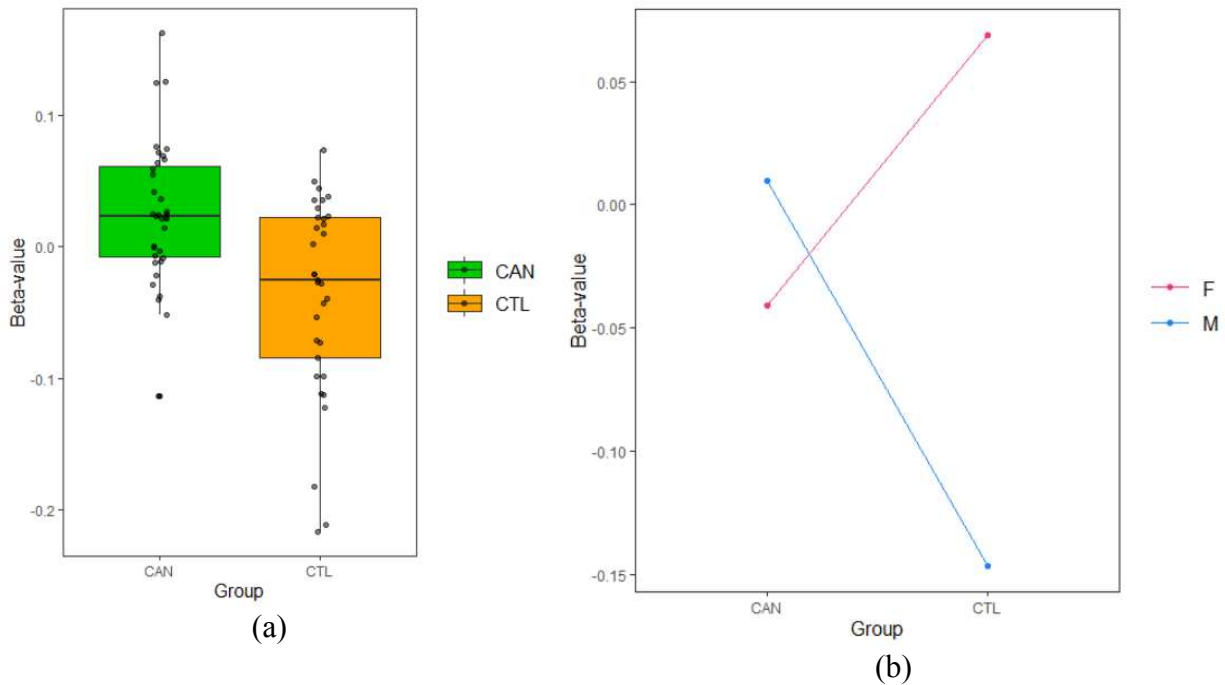 0.1
0.0
-0.1
-0.2
Beta-value
CAN
CTL
Group
CAN
CTL
(a)
0.05
0.00
-0.05
-0.10
-0.15
Beta-value
CAN
CTL
Group
F
M
(b)